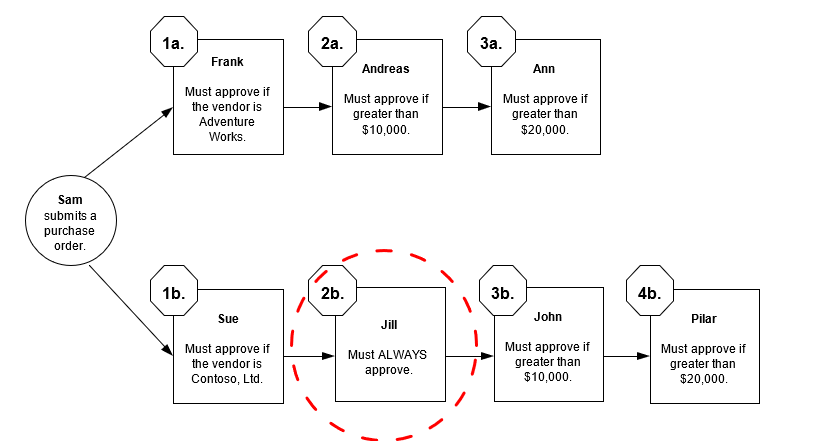 1a.
Frank
Must approve if
the vendor is
Adventure
Works.
2a.
Andreas
Must approve if
greater than
$10,000.
3a.
Ann
Must approve if
greater than
$20,000.
Sam
submits a
purchase
order.
1b.
Sue
Must approve if
the vendor is
Contoso, Ltd.
2b.
Jill
Must ALWAYS
approve.
3b.
John
Must approve if
greater than
$10,000.
4b.
Pilar
Must approve if
greater than
$20,000.